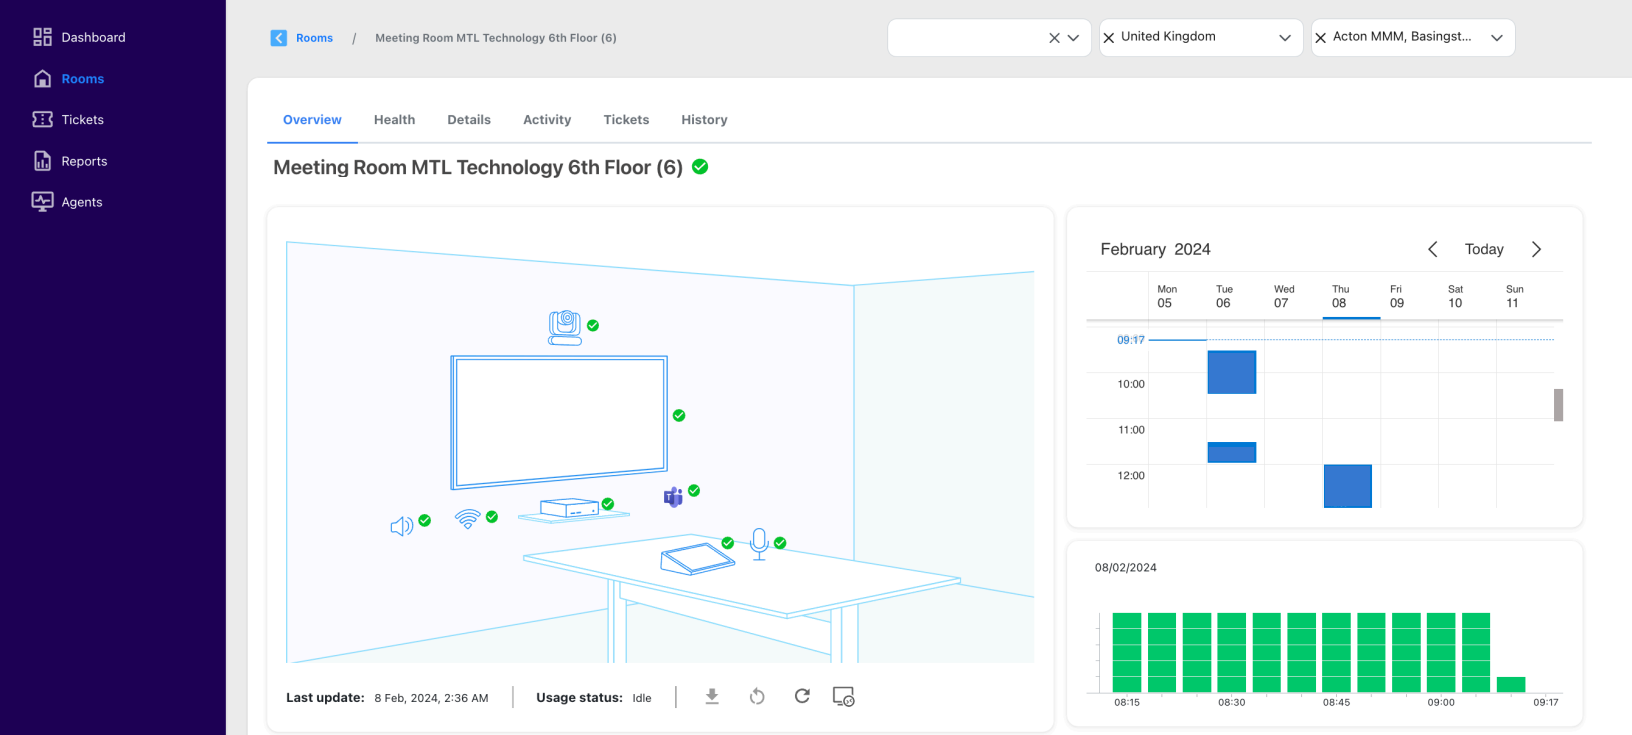 Dashboard
Rooms
Tickets
Reports
Agents
Rooms / Meeting Room MTL Technology 6th Floor (6)
United Kingdom
Acton MMM, Basingst...
Overview Health Details Activity Tickets History
Meeting Room MTL Technology 6th Floor (6)
T
Last update: 8 Feb, 2024, 2:36 AM Usage status: Idle
February 2024 Today
Mon Tue Wed Thu Fri Sat Sun
05 06 07 08 09 10 11
09:17
10:00
11:00
12:00
08/02/2024
08:15 08:30 08:45 09:00 09:17